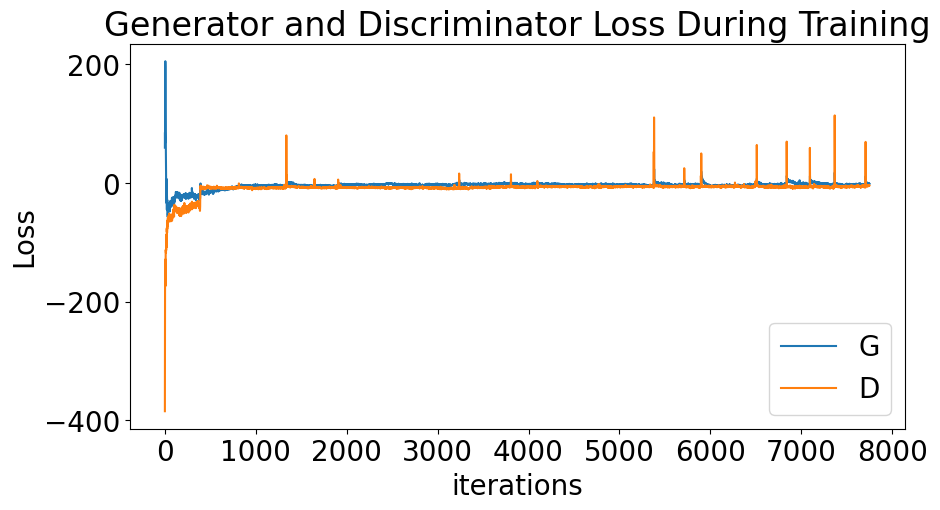 Generator and Discriminator Loss During Training
200
0
−200
−400
Loss
0 1000 2000 3000 4000 5000 6000 7000 8000
iterations
G
D